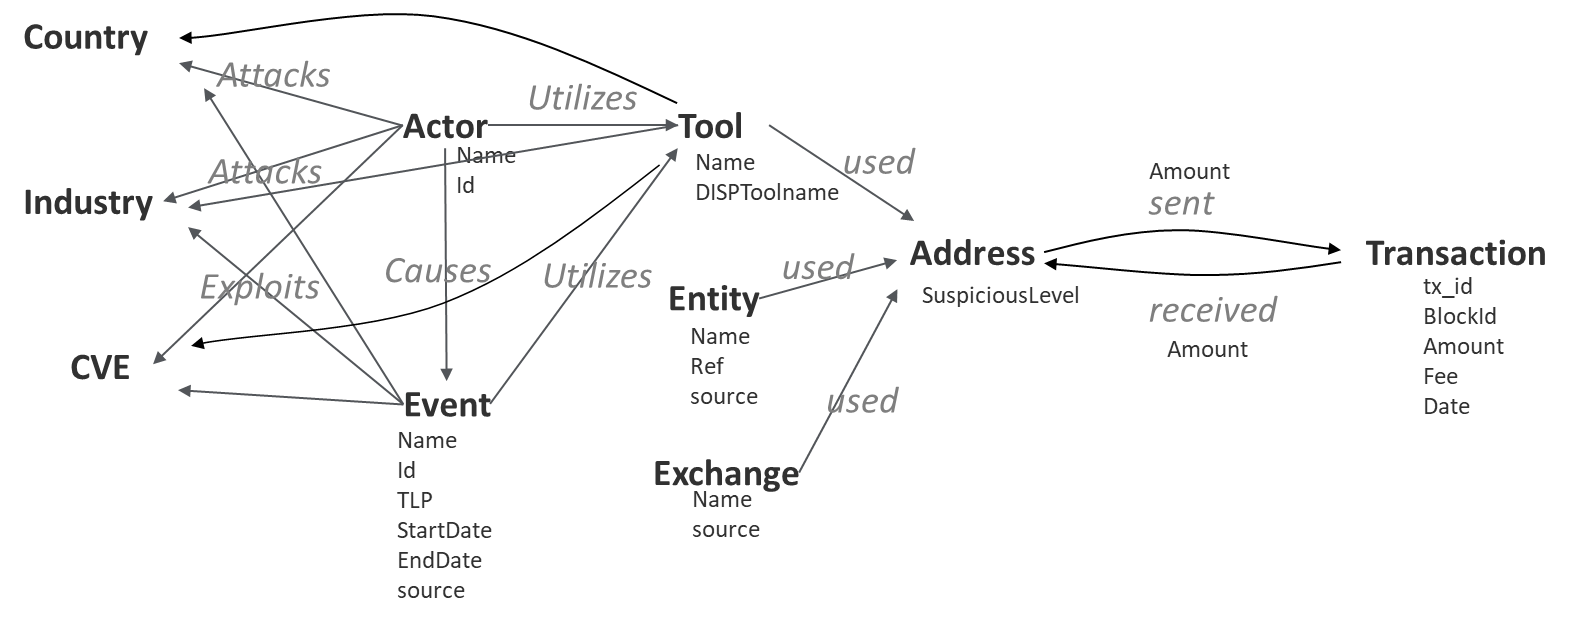 Country
Attacks
Utilizes
Actor
Name
Id
Tool
Name
DISPToolname
used
Amount
sent
Attacks
Industry
Address
SuspiciousLevel
Transaction
tx_id
BlockId
Amount
Fee
Date
received
Amount
Exploits
Causes
Utilizes
used
Entity
Name
Ref
source
CVE
used
Event
Name
Id
TLP
StartDate
EndDate
source
Exchange
Name
source